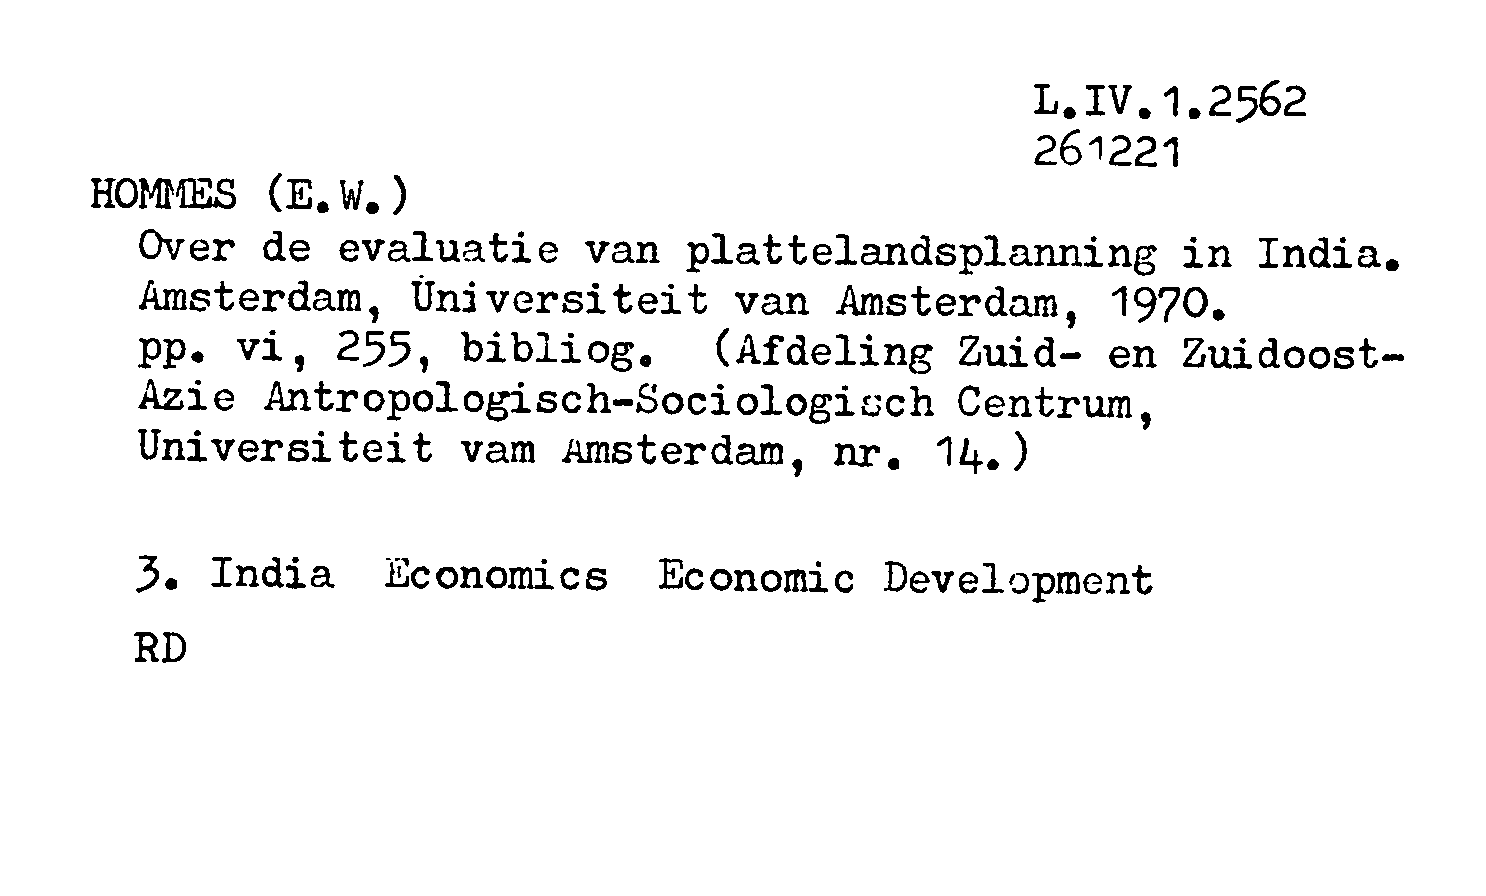 L.IV.1.2562
261221
HOMMES (E.W.)
Over de evaluatie van plattelandsplanning in India.
Amsterdam, Universiteit van Amsterdam, 1970.
pp. vi, 255, bibliog. (Afdeling Zuid- en Zuidoost-
Azie Antropologisch-Sociologisch Centrum,
Universiteit vam Amsterdam, nr. 14.)
3. India Economics Economic Development
RD